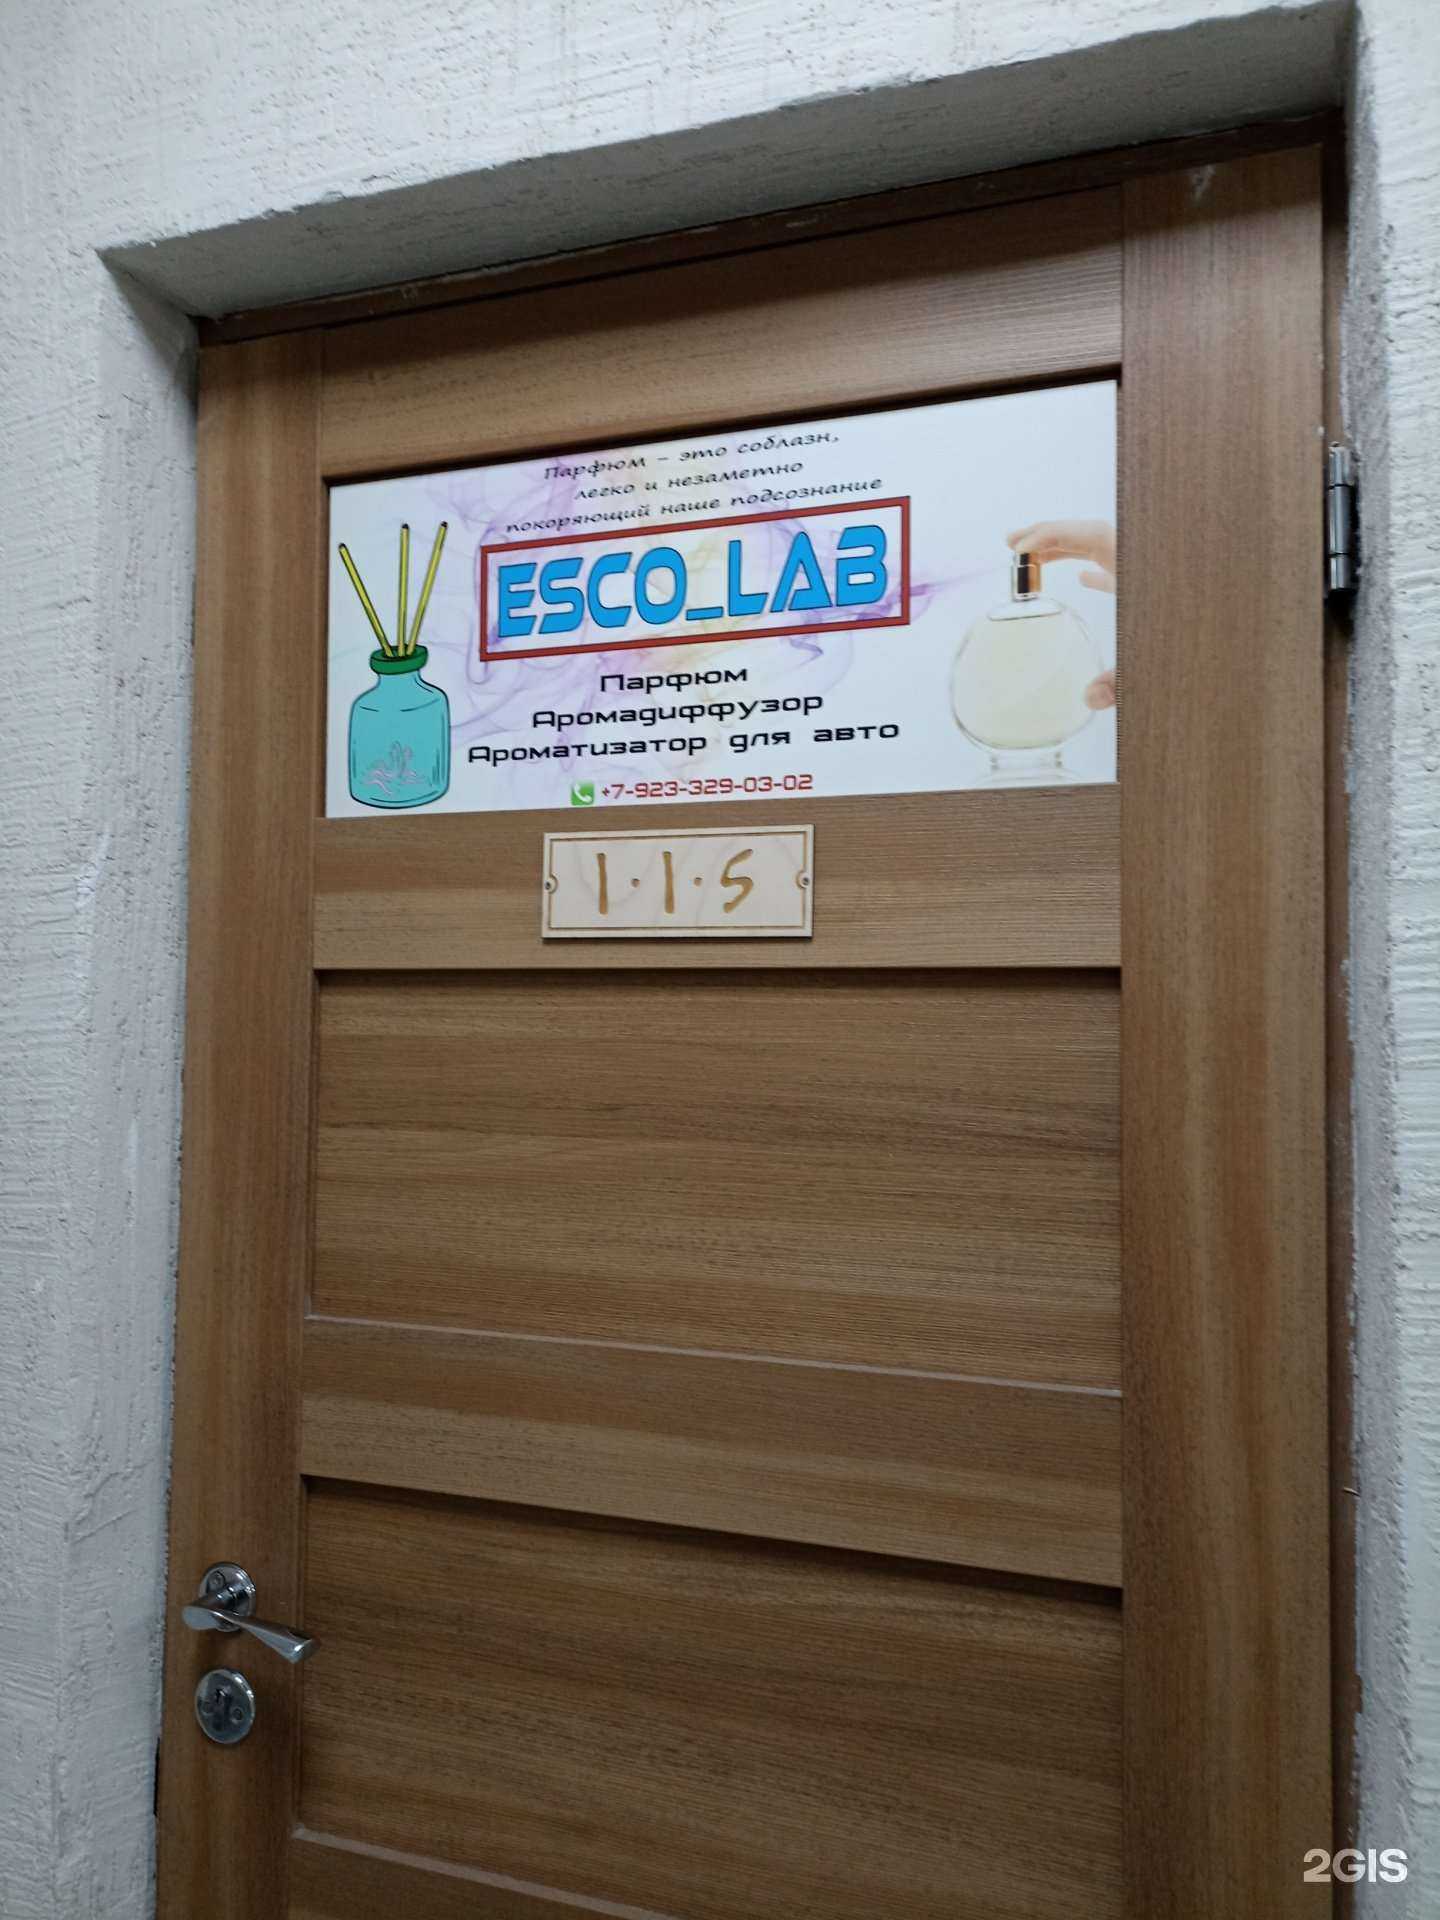 Парфюм – это соблазн,
легко и незаметно
покоряющий наше подсознание
ESCO_LAB
Парфюм
Аромадиффузор
Ароматизатор для авто
+7-923-329-03-02
1·1·5
2GIS